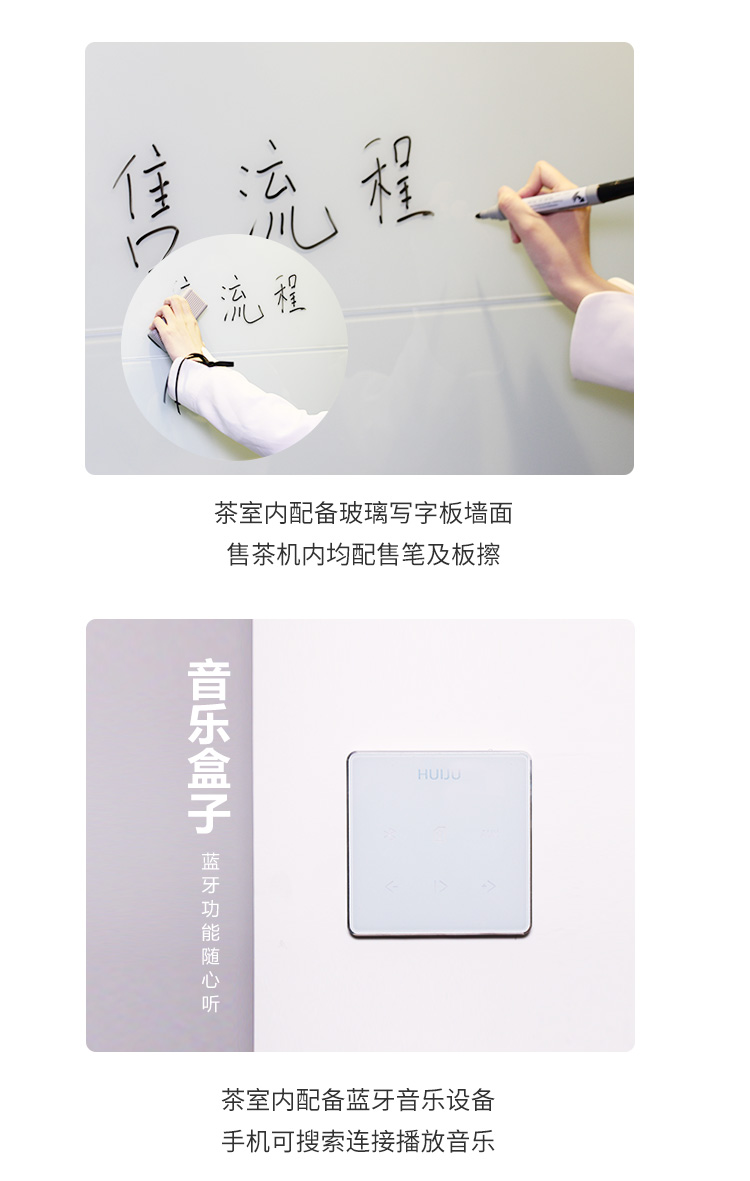 售 流 程
流 程
茶室内配备玻璃写字板墙面
售茶机内均配售笔及板擦
音乐盒子
蓝牙功能随心听
HUIJU
茶室内配备蓝牙音乐设备
手机可搜索连接播放音乐